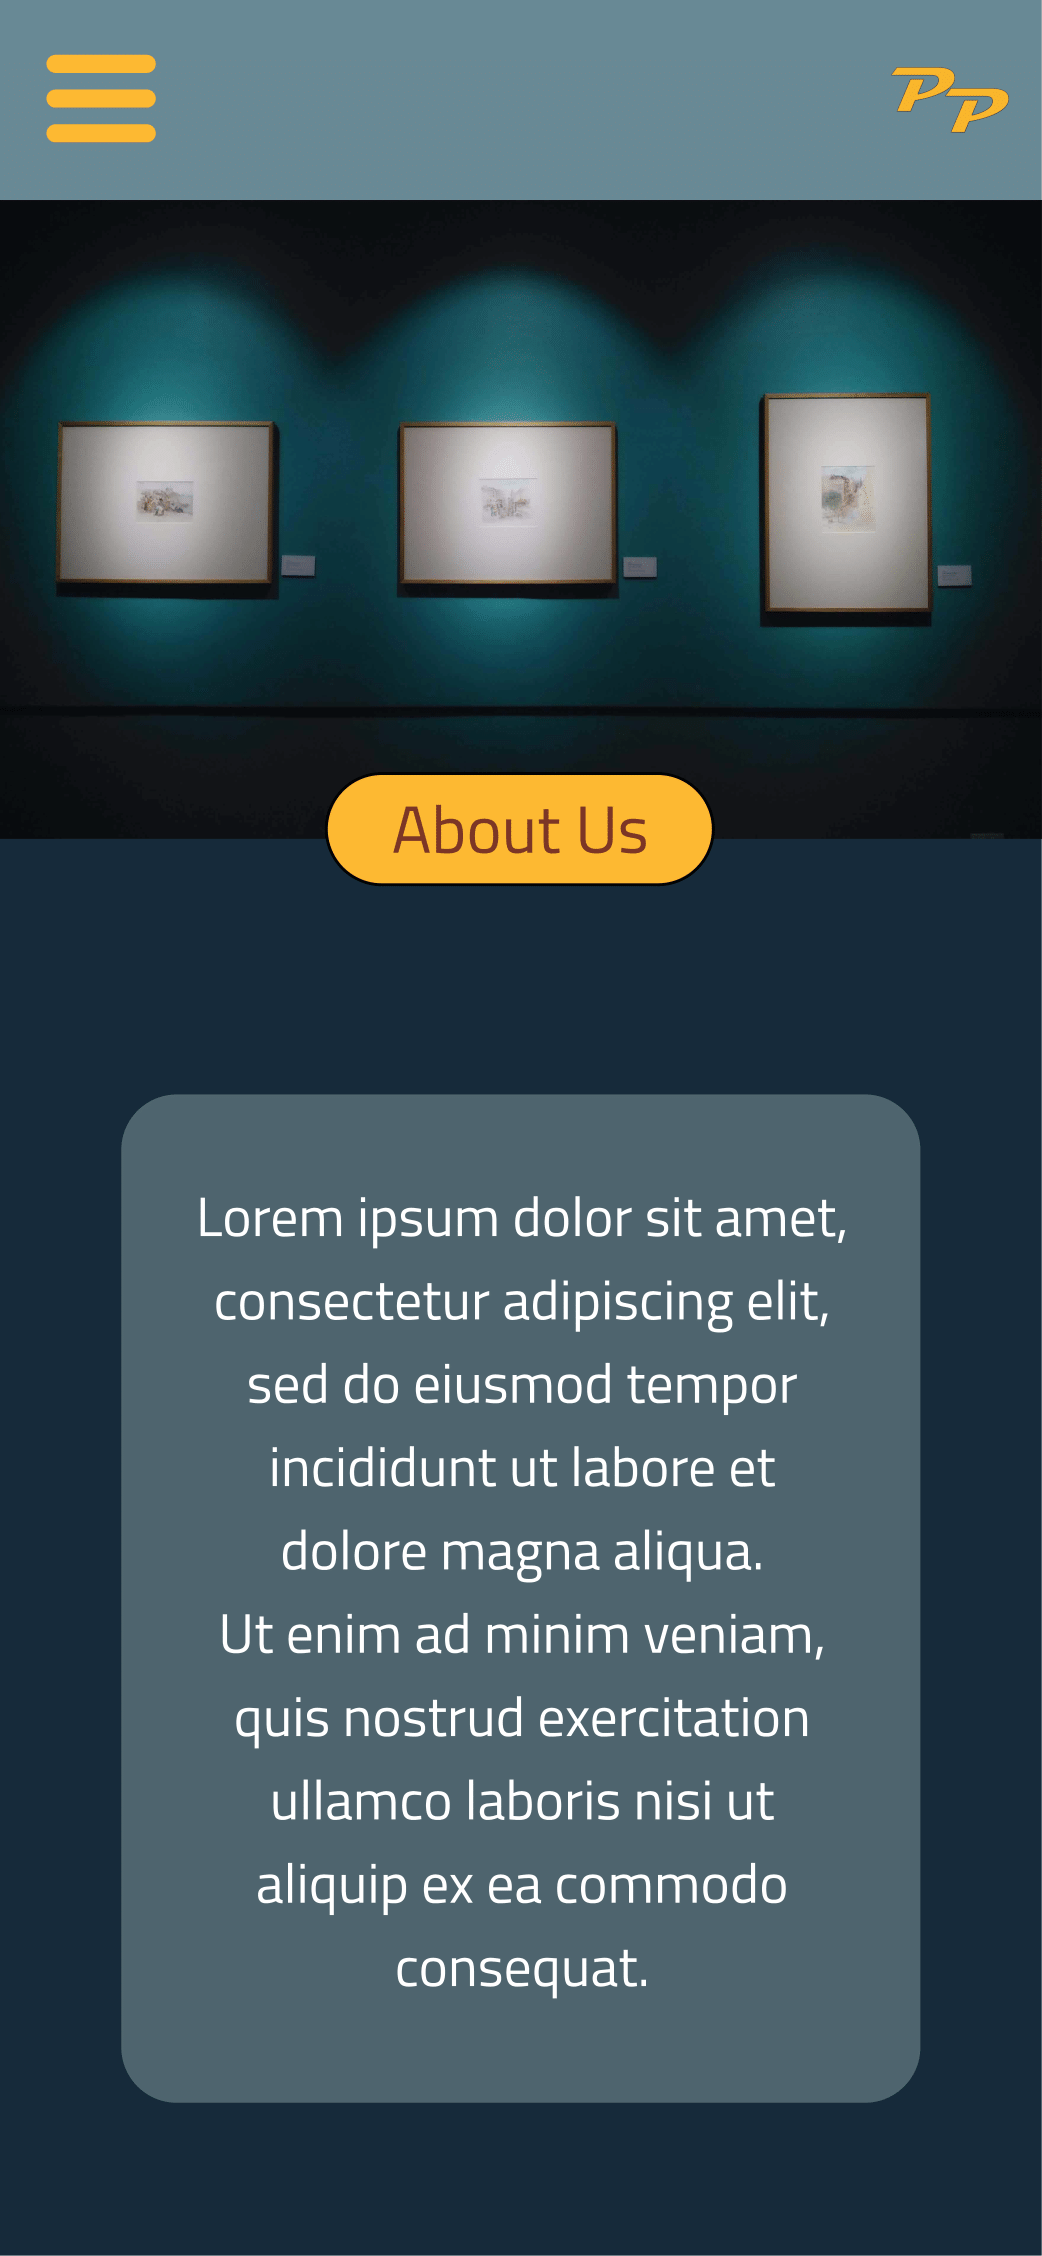 PP
About Us
Lorem ipsum dolor sit amet,
consectetur adipiscing elit,
sed do eiusmod tempor
incididunt ut labore et
dolore magna aliqua.
Ut enim ad minim veniam,
quis nostrud exercitation
ullamco laboris nisi ut
aliquip ex ea commodo
consequat.